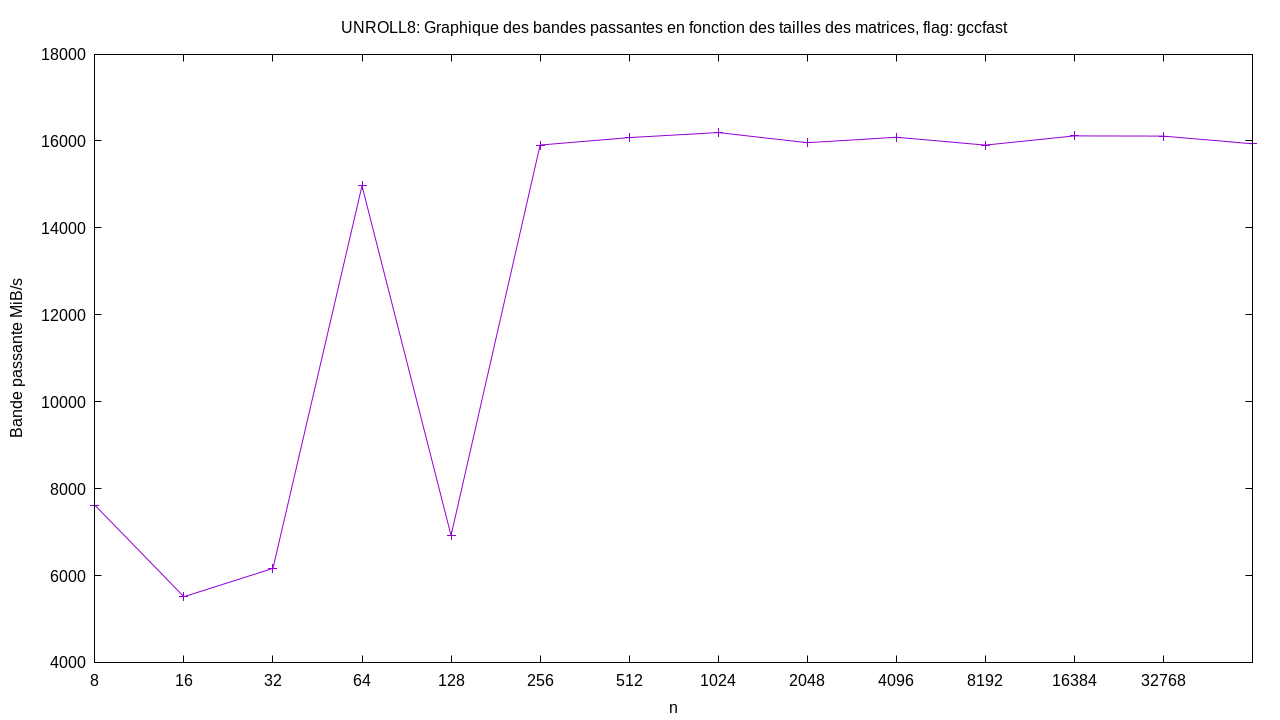 UNROLL8: Graphique des bandes passantes en fonction des tailles des matrices, flag: gccfast
18000
16000
14000
12000
10000
8000
6000
4000
Bande passante MiB/s
8 16 32 64 128 256 512 1024 2048 4096 8192 16384 32768
n